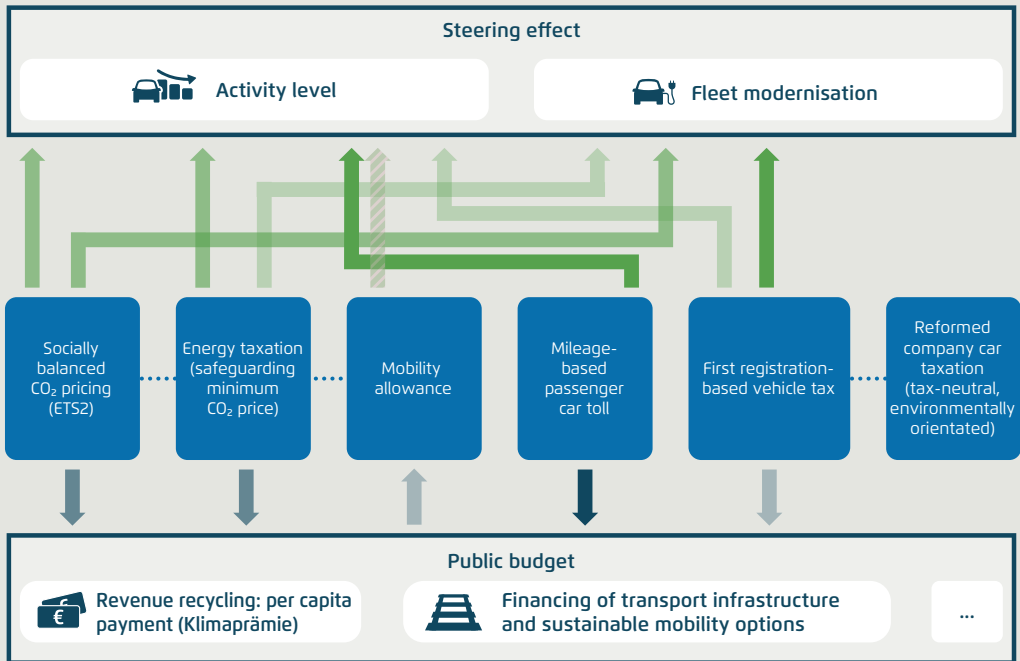 Steering effect
Activity level
Fleet modernisation
Socially
balanced
CO₂ pricing
(ETS2)
Energy taxation
(safeguarding
minimum
CO₂ price)
Mobility
allowance
Mileage-
based
passenger
car toll
First registration-
based vehicle tax
Reformed
company car
taxation
(tax-neutral,
environmentally
orientated)
Public budget
€
€
Revenue recycling: per capita
payment (Klimaprämie)
Financing of transport infrastructure
and sustainable mobility options
...